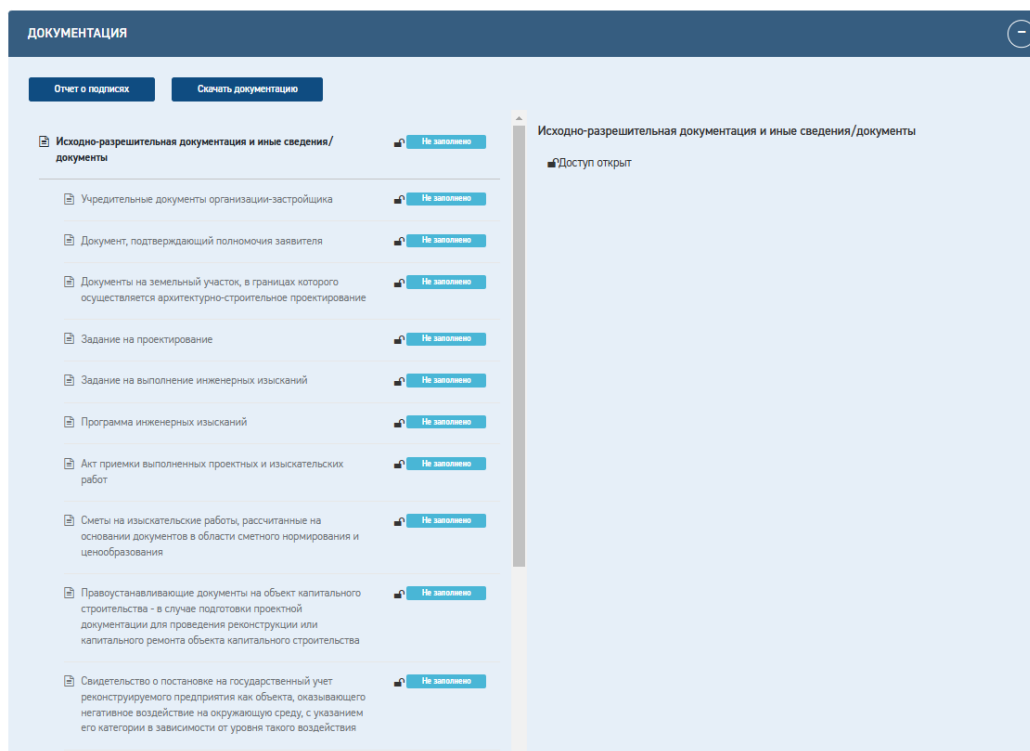 ДОКУМЕНТАЦИЯ
Отчет о подписях
Скачать документацию
Исходно-разрешительная документация и иные сведения/
документы
Не заполнено
Учредительные документы организации-застройщика
Не заполнено
Документ, подтверждающий полномочия заявителя
Не заполнено
Документы на земельный участок, в границах которого
осуществляется архитектурно-строительное проектирование
Не заполнено
Задание на проектирование
Не заполнено
Задание на выполнение инженерных изысканий
Не заполнено
Программа инженерных изысканий
Не заполнено
Акт приемки выполненных проектных и изыскательских
работ
Не заполнено
Сметы на изыскательские работы, рассчитанные на
основании документов в области сметного нормирования и
ценообразования
Не заполнено
Правоустанавливающие документы на объект капитального
строительства - в случае подготовки проектной
документации для проведения реконструкции или
капитального ремонта объекта капитального строительства
Не заполнено
Свидетельство о постановке на государственный учет
реконструируемого предприятия как объекта, оказывающего
негативное воздействие на окружающую среду, с указанием
его категории в зависимости от уровня такого воздействия
Не заполнено
Исходно-разрешительная документация и иные сведения/документы
Доступ открыт